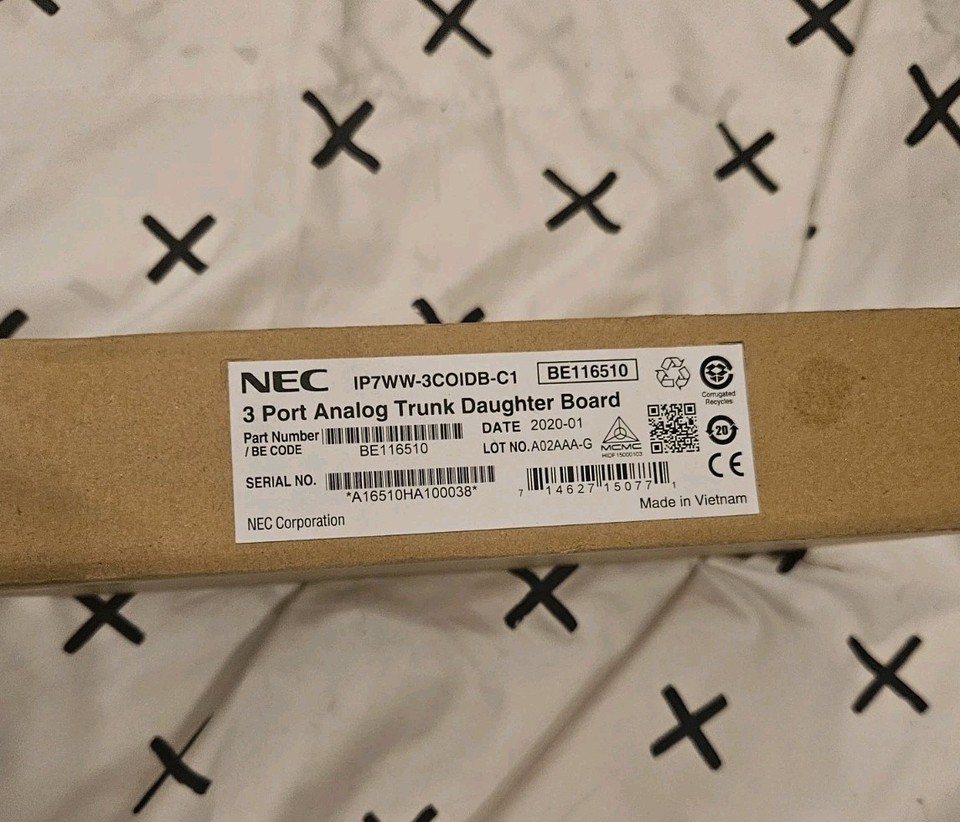 NEC IP7WW-3COIDB-C1 BE116510
3 Port Analog Trunk Daughter Board
Part Number
/ BE CODE
BE116510
DATE 2020-01
LOT NO.A02AAA-G
MCMC
HIDF15000103
Corrugated
Recycles
20
CE
SERIAL NO.
*A16510HA100038*
7 14627 15077 1
Made in Vietnam
NEC Corporation